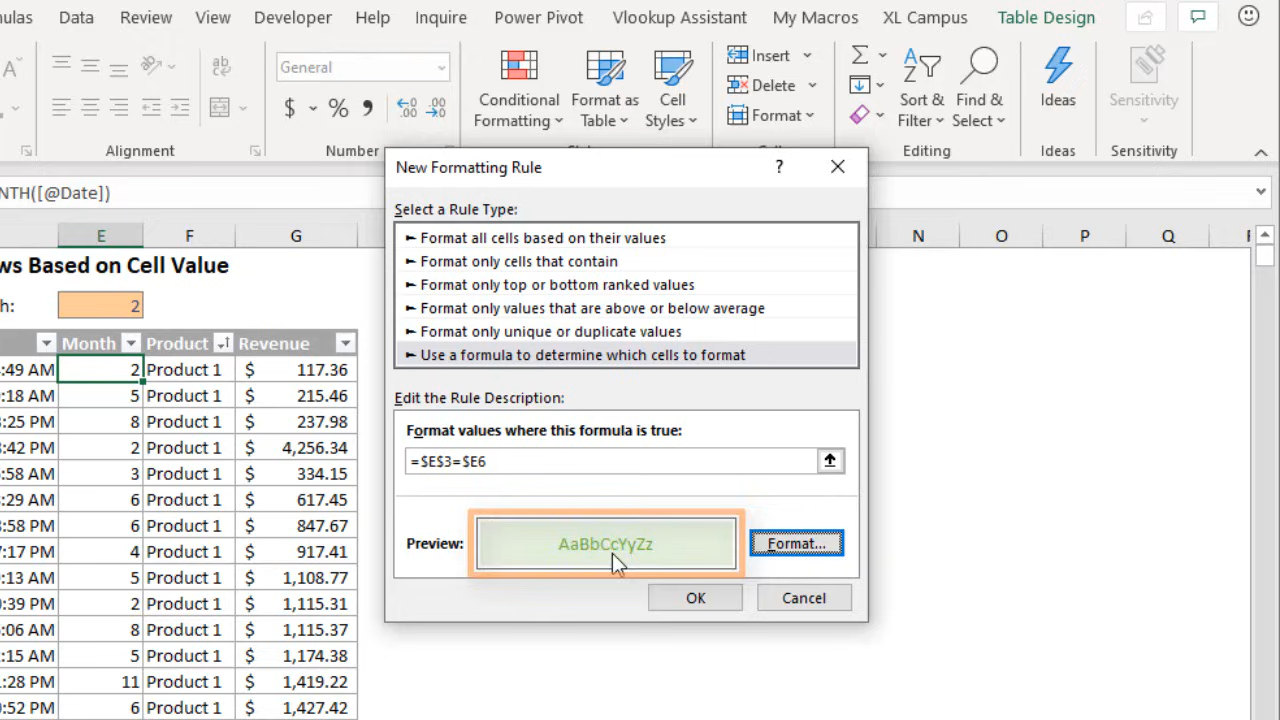 nulas Data Review View Developer Help Inquire Power Pivot Vlookup Assistant My Macros XL Campus Table Design
A ab General Insert Σ A Z
$ % , .00 .00 Conditional Formatting Format as Table Cell Styles Delete Format Sort & Filter Find & Select Ideas Sensitivity
Alignment Number Editing Ideas Sensitivity
NTH([@Date])
E F G N O P Q
ws Based on Cell Value
h: 2
Month Product Revenue
:49 AM 2 Product 1 $ 117.36
:18 AM 5 Product 1 $ 215.46
:25 PM 8 Product 1 $ 237.98
:42 PM 2 Product 1 $ 4,256.34
:58 AM 3 Product 1 $ 334.15
:29 PM 6 Product 1 $ 617.45
:58 PM 6 Product 1 $ 847.67
:17 PM 4 Product 1 $ 917.41
:13 AM 5 Product 1 $ 1,108.77
:39 PM 2 Product 1 $ 1,115.31
:06 AM 8 Product 1 $ 1,115.37
:15 AM 5 Product 1 $ 1,174.38
:28 PM 11 Product 1 $ 1,419.22
:52 PM 6 Product 1 $ 1,427.42
New Formatting Rule ?
Select a Rule Type:
► Format all cells based on their values
► Format only cells that contain
► Format only top or bottom ranked values
► Format only values that are above or below average
► Format only unique or duplicate values
► Use a formula to determine which cells to format
Edit the Rule Description:
Format values where this formula is true:
=$E$3=$E6
Preview: AaBbCcYyZz Format...
OK Cancel